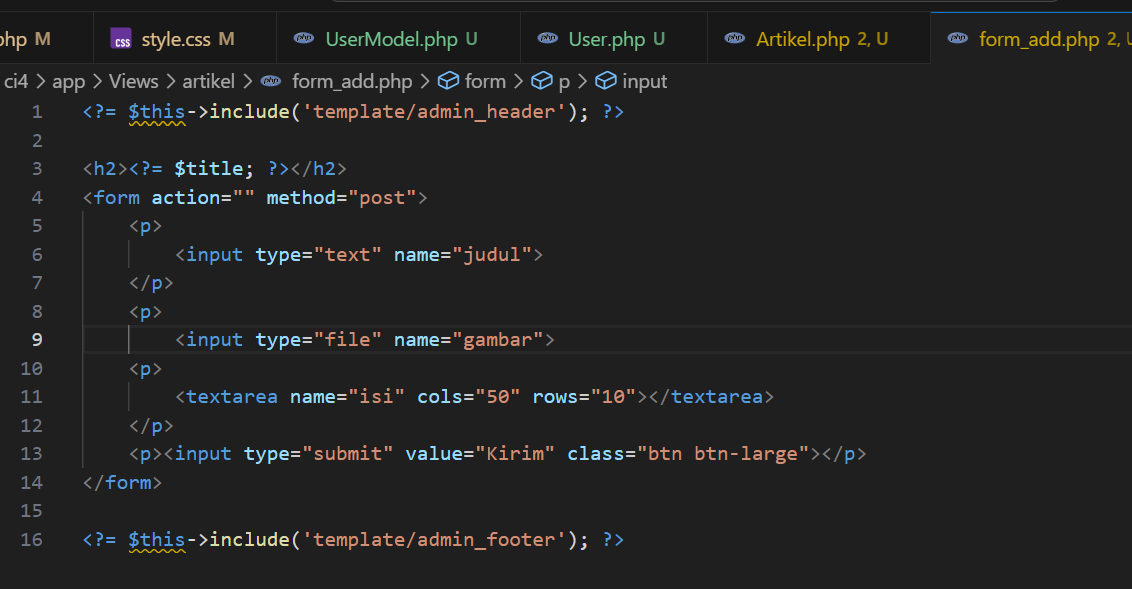 php M style.css M UserModel.php U User.php U Artikel.php 2, U form_add.php 2, U
ci4 > app > Views > artikel > form_add.php > form > p > input
1 <?= $this->include('template/admin_header'); ?>
2
3 <h2><?= $title; ?></h2>
4 <form action="" method="post">
5 <p>
6 <input type="text" name="judul">
7 </p>
8 <p>
9 <input type="file" name="gambar">
10 <p>
11 <textarea name="isi" cols="50" rows="10"></textarea>
12 </p>
13 <p><input type="submit" value="Kirim" class="btn btn-large"></p>
14 </form>
15
16 <?= $this->include('template/admin_footer'); ?>